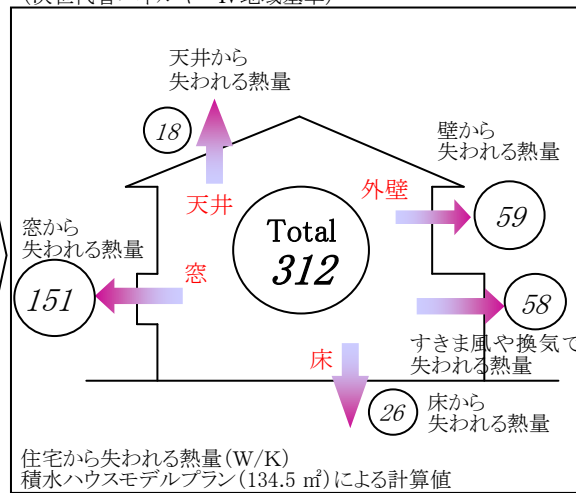 天井から
失われる熱量
18
天井
壁から
失われる熱量
外壁
59
Total
312
窓から
失われる熱量
窓
151
58
すきま風や換気で
失われる熱量
床
26
床から
失われる熱量
住宅から失われる熱量(W/K)
積水ハウスモデルプラン(134.5 ㎡)による計算値